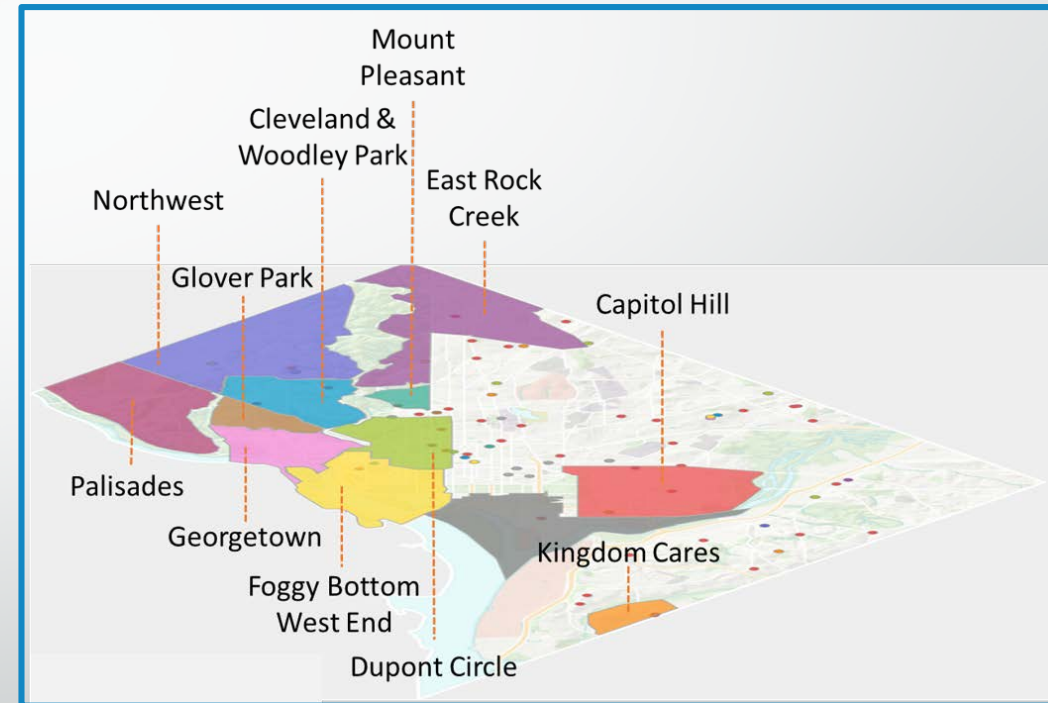 Mount
Pleasant
Cleveland &
Woodley Park
East Rock
Creek
Northwest
Glover Park
Capitol Hill
Palisades
Georgetown
Kingdom Cares
Foggy Bottom
West End
Dupont Circle